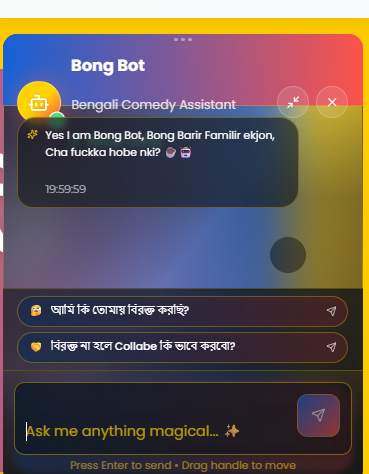 Bong Bot
Bengali Comedy Assistant
Yes I am Bong Bot, Bong Barir Familir ekjon,
Cha fuckka hobe nki?
19:59:59
আমি কি তোমায় বিরক্ত করছি?
বিরক্ত না হলে Collabe কি ভাবে করবো?
Ask me anything magical...
Press Enter to send • Drag handle to move